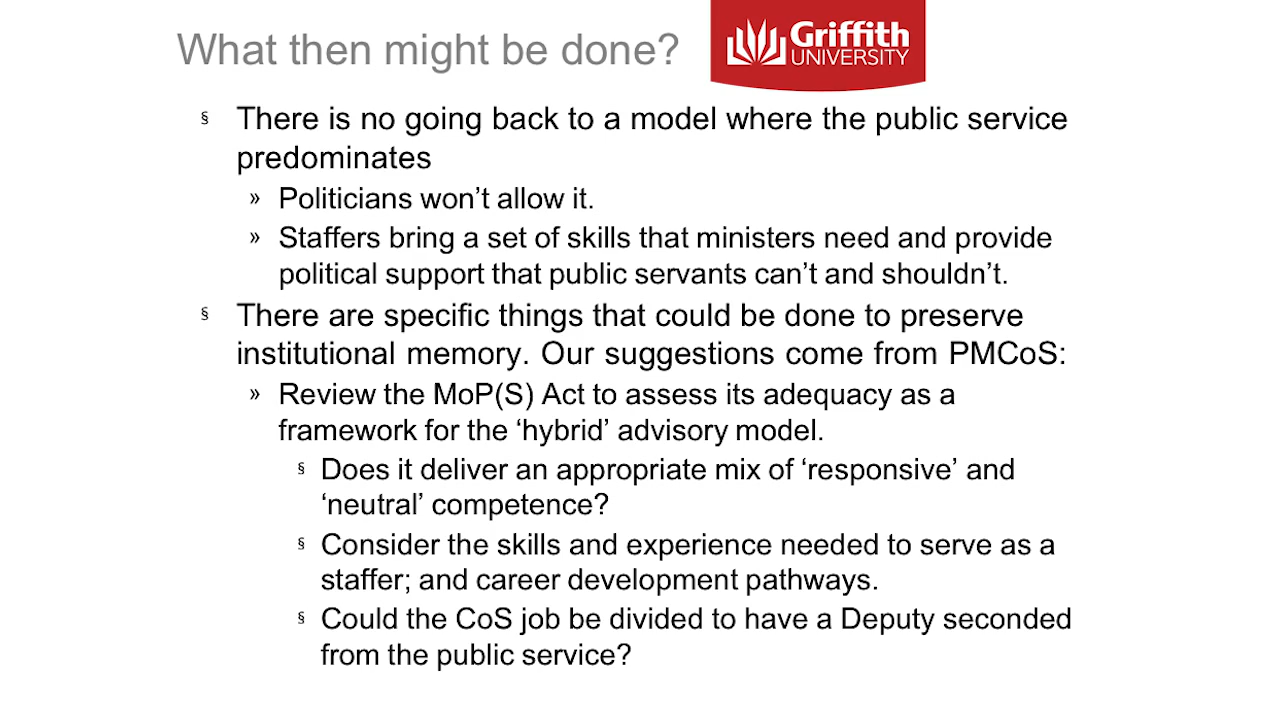 What then might be done?
Griffith
UNIVERSITY
§ There is no going back to a model where the public service
predominates
» Politicians won’t allow it.
» Staffers bring a set of skills that ministers need and provide
political support that public servants can’t and shouldn’t.
§ There are specific things that could be done to preserve
institutional memory. Our suggestions come from PMCoS:
» Review the MoP(S) Act to assess its adequacy as a
framework for the ‘hybrid’ advisory model.
§ Does it deliver an appropriate mix of ‘responsive’ and
‘neutral’ competence?
§ Consider the skills and experience needed to serve as a
staffer; and career development pathways.
§ Could the CoS job be divided to have a Deputy seconded
from the public service?